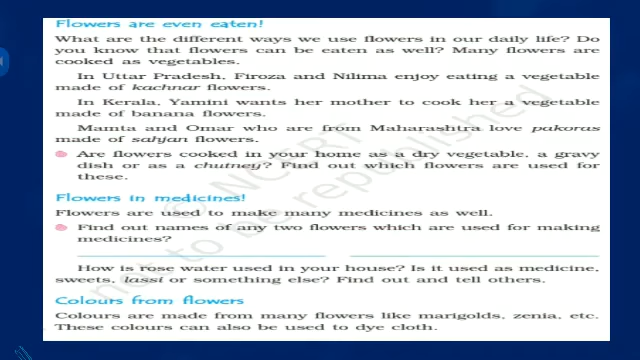 Flowers are even eaten!
What are the different ways we use flowers in our daily life? Do
you know that flowers can be eaten as well? Many flowers are
cooked as vegetables.
In Uttar Pradesh, Firoza and Nilima enjoy eating a vegetable
made of kachnar flowers.
In Kerala, Yamini wants her mother to cook her a vegetable
made of banana flowers.
Mamta and Omar who are from Maharashtra love pakoras
made of sahjan flowers.
Are flowers cooked in your home as a dry vegetable, a gravy
dish or as a chutney? Find out which flowers are used for
these.
Flowers in medicines!
Flowers are used to make many medicines as well.
Find out names of any two flowers which are used for making
medicines?
How is rose water used in your house? Is it used as medicine,
sweets, lassi or something else? Find out and tell others.
Colours from flowers
Colours are made from many flowers like marigolds, zenia, etc.
These colours can also be used to dye cloth.
© NCERT
not to be republished